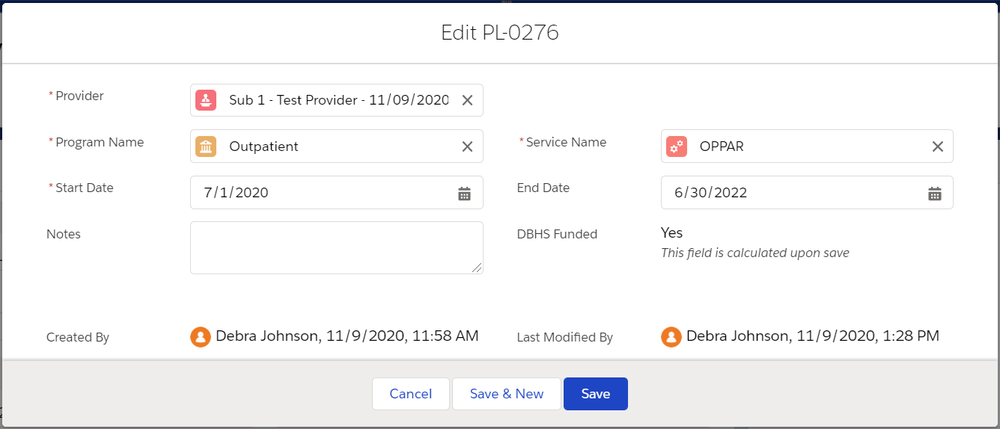 Edit PL-0276
* Provider
Sub 1 - Test Provider - 11/09/2020
* Program Name
Outpatient
* Service Name
OPPAR
* Start Date
7/1/2020
End Date
6/30/2022
Notes
DBHS Funded
Yes
This field is calculated upon save
Created By
Debra Johnson, 11/9/2020, 11:58 AM
Last Modified By
Debra Johnson, 11/9/2020, 1:28 PM
Cancel
Save & New
Save